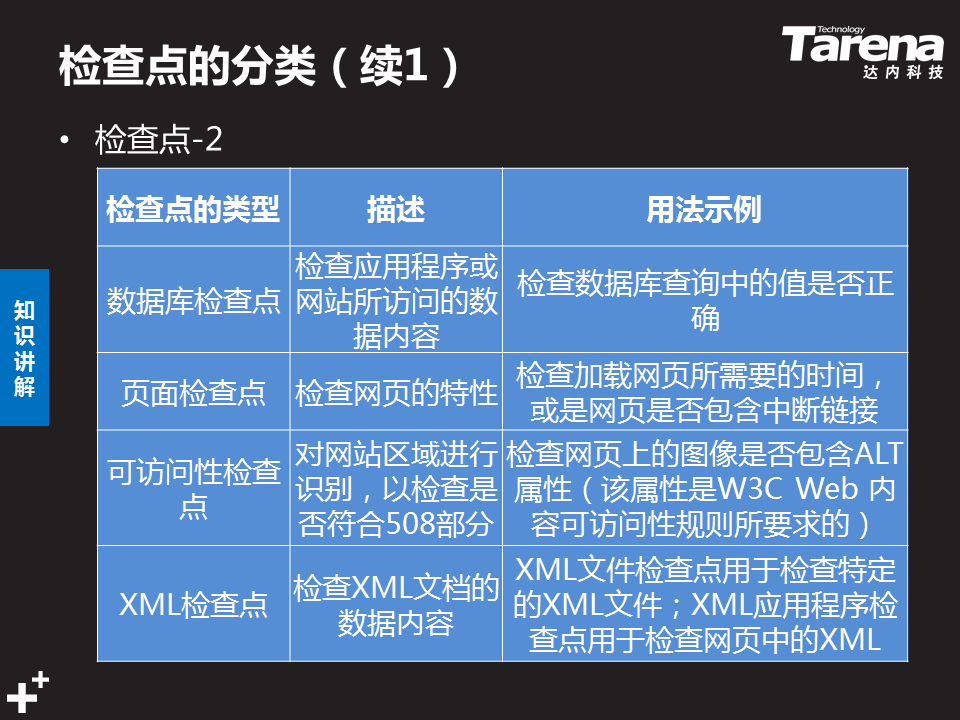 检查点的分类（续1）
Technology
Tarena
达内科技
• 检查点-2
检查点的类型
描述
用法示例
数据库检查点
检查应用程序或
网站所访问的数
据内容
检查数据库查询中的值是否正
确
页面检查点
检查网页的特性
检查加载网页所需要的时间，
或是网页是否包含中断链接
可访问性检查
点
对网站区域进行
识别，以检查是
否符合508部分
检查网页上的图像是否包含ALT
属性（该属性是W3C Web 内
容可访问性规则所要求的）
XML检查点
检查XML文档的
数据内容
XML文件检查点用于检查特定
的XML文件；XML应用程序检
查点用于检查网页中的XML
知
识
讲
解